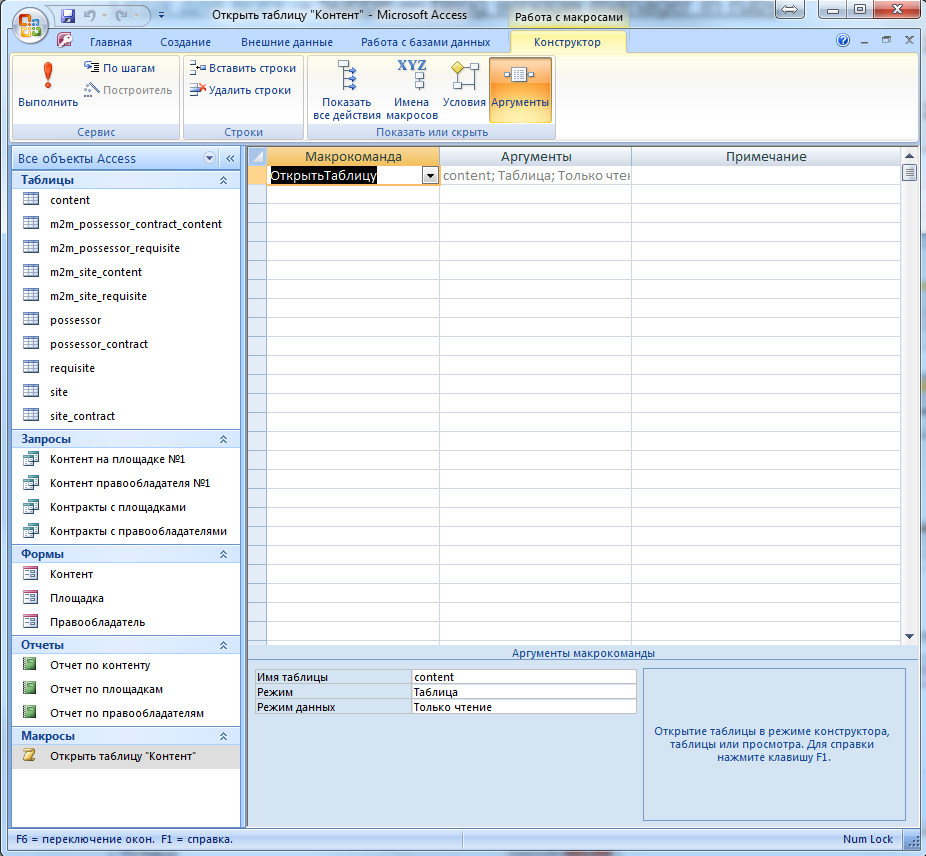 Открыть таблицу "Контент" - Microsoft Access
Работа с макросами
Главная
Создание
Внешние данные
Работа с базами данных
Конструктор
Выполнить
По шагам
Построитель
Сервис
Вставить строки
Удалить строки
Строки
Показать
все действия
XYZ
Имена
макросов
Условия
Аргументы
Показать или скрыть
Все объекты Access
Таблицы
content
m2m_possessor_contract_content
m2m_possessor_requisite
m2m_site_content
m2m_site_requisite
possessor
possessor_contract
requisite
site
site_contract
Запросы
Контент на площадке №1
Контент правообладателя №1
Контракты с площадками
Контракты с правообладателями
Формы
Контент
Площадка
Правообладатель
Отчеты
Отчет по контенту
Отчет по площадкам
Отчет по правообладателям
Макросы
Открыть таблицу "Контент"
Макрокоманда
Аргументы
Примечание
ОткрытьТаблицу
content; Таблица; Только чтен
Аргументы макрокоманды
Имя таблицы
content
Режим
Таблица
Режим данных
Только чтение
Открытие таблицы в режиме конструктора,
таблицы или просмотра. Для справки
нажмите клавишу F1.
F6 = переключение окон. F1 = справка.
Num Lock